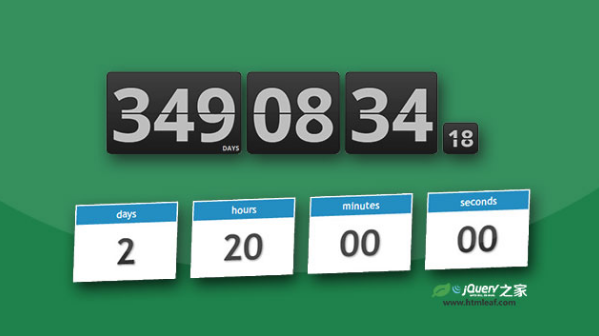 349 08 34 18
DAYS
days hours minutes seconds
2 20 00 00
jQuery之家
www.htmleaf.com